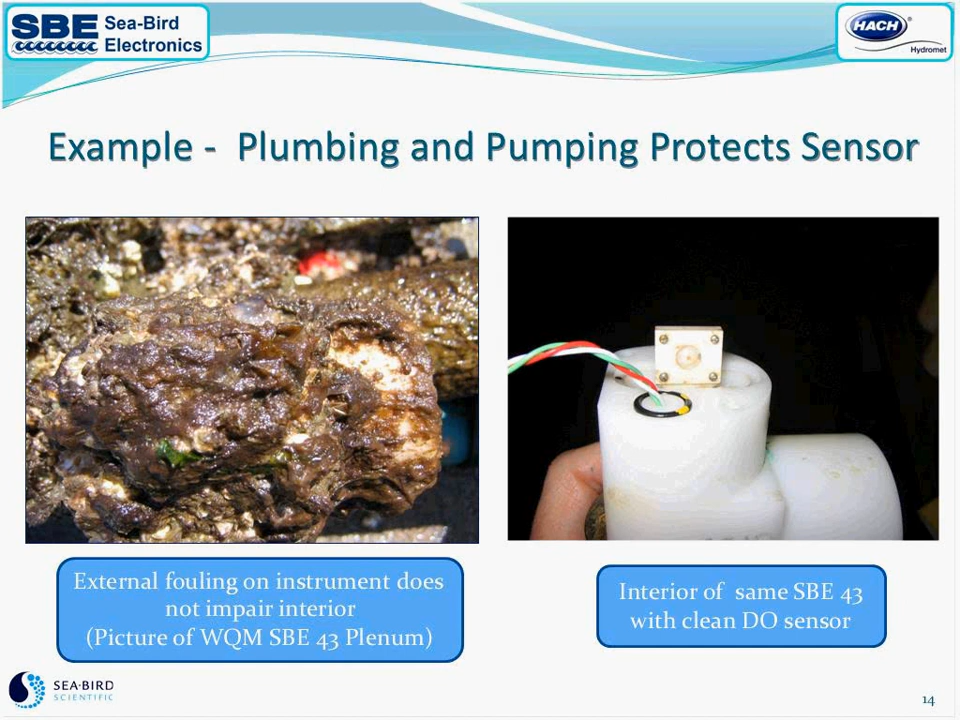 SBE Sea-Bird
Electronics
HACH
Hydromet
Example - Plumbing and Pumping Protects Sensor
External fouling on instrument does
not impair interior
(Picture of WQM SBE 43 Plenum)
Interior of same SBE 43
with clean DO sensor
SEA·BIRD
SCIENTIFIC
14